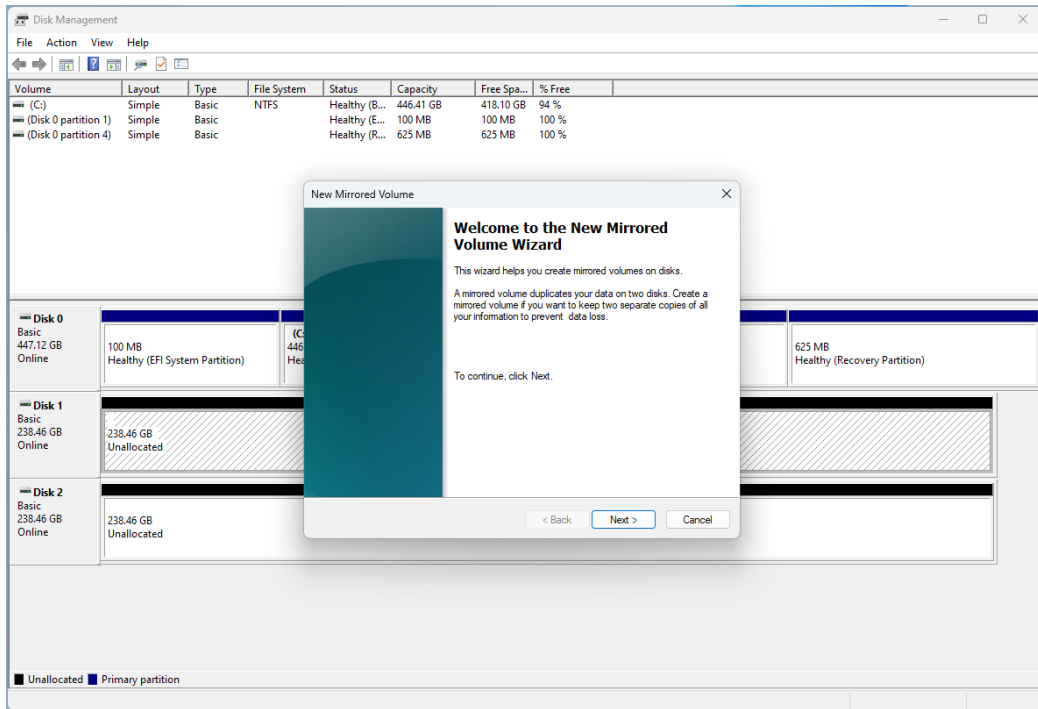 Disk Management
File Action View Help
Volume Layout Type File System Status Capacity Free Spa... % Free
(C:) Simple Basic NTFS Healthy (B... 446.41 GB 418.10 GB 94 %
(Disk 0 partition 1) Simple Basic Healthy (E... 100 MB 100 MB 100 %
(Disk 0 partition 4) Simple Basic Healthy (R... 625 MB 625 MB 100 %
New Mirrored Volume
Welcome to the New Mirrored
Volume Wizard
This wizard helps you create mirrored volumes on disks.
A mirrored volume duplicates your data on two disks. Create a
mirrored volume if you want to keep two separate copies of all
your information to prevent data loss.
To continue, click Next.
< Back Next > Cancel
Disk 0
Basic
447.12 GB
Online
100 MB
Healthy (EFI System Partition)
(C:
446
Hea
625 MB
Healthy (Recovery Partition)
Disk 1
Basic
238.46 GB
Online
238.46 GB
Unallocated
Disk 2
Basic
238.46 GB
Online
238.46 GB
Unallocated
Unallocated Primary partition